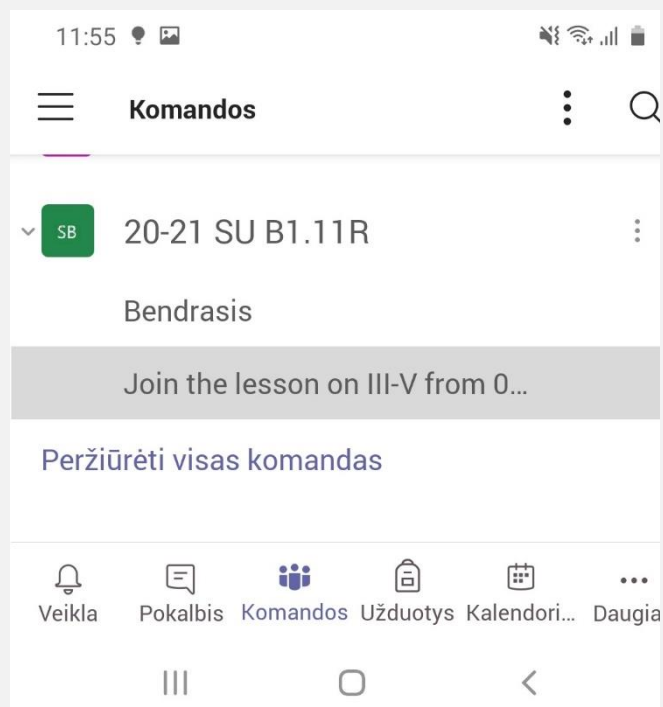 11:55
Komandos
SB 20-21 SU B1.11R
Bendrasis
Join the lesson on III-V from 0...
Peržiūrėti visas komandas
Veikla Pokalbis Komandos Užduotys Kalendori... Daugia